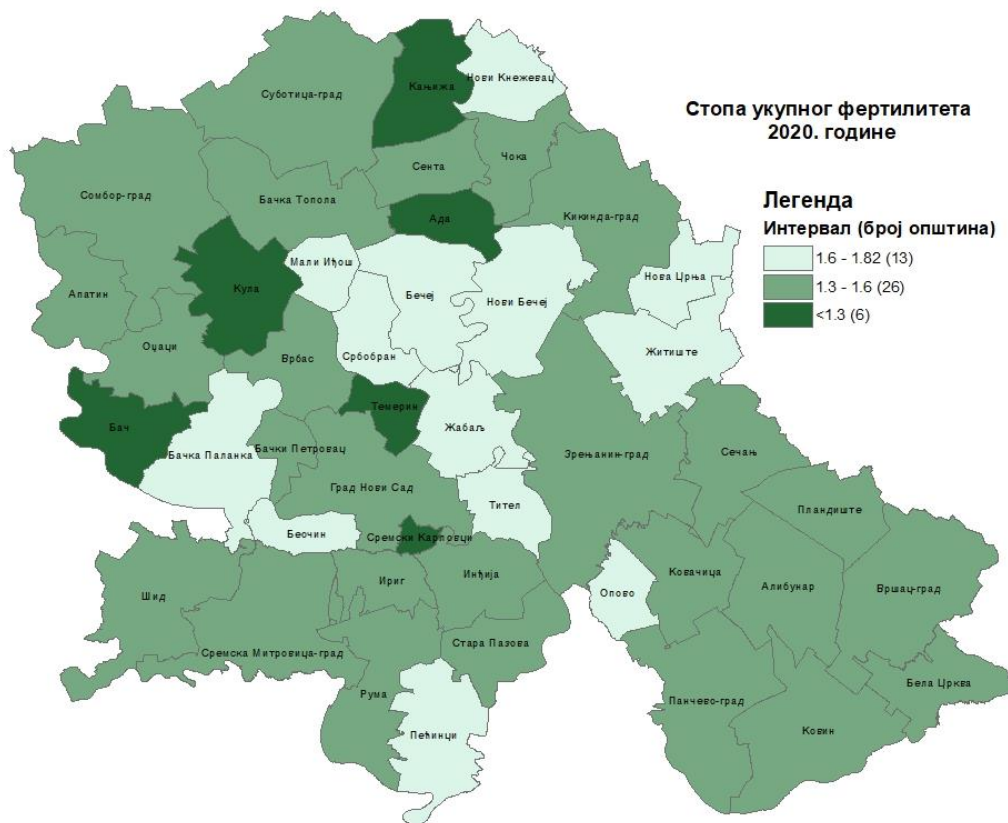 Стопа укупног фертилитета
2020. године
Легенда
Интервал (број општина)
1.6 - 1.82 (13)
1.3 - 1.6 (26)
<1.3 (6)
Кањижа
Нови Кнежевац
Суботица-град
Чока
Сента
Сомбор-град
Бачка Топола
Ада
Кикинда-град
Мали Иђош
Нова Црња
Апатин
Кула
Бечеј
Нови Бечеј
Оџаци
Врбас
Србобран
Житиште
Темерин
Бач
Жабаљ
Бачка Паланка
Бачки Петровац
Зрењанин-град
Сечањ
Град Нови Сад
Тител
Пландиште
Беочин
Сремски Карповци
Ковачица
Инђија
Ириг
Алибунар
Вршац-град
Шид
Опово
Стара Пазова
Сремска Митровица-град
Бела Црква
Рума
Панчево-град
Ковин
Пећинци